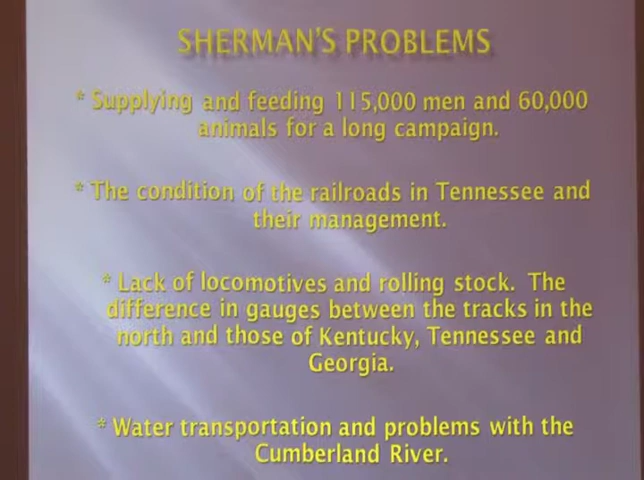 SHERMAN'S PROBLEMS
* Supplying and feeding 115,000 men and 60,000
animals for a long campaign.
* The condition of the railroads in Tennessee and
their management.
* Lack of locomotives and rolling stock. The
difference in gauges between the tracks in the
north and those of Kentucky, Tennessee and
Georgia.
* Water transportation and problems with the
Cumberland River.